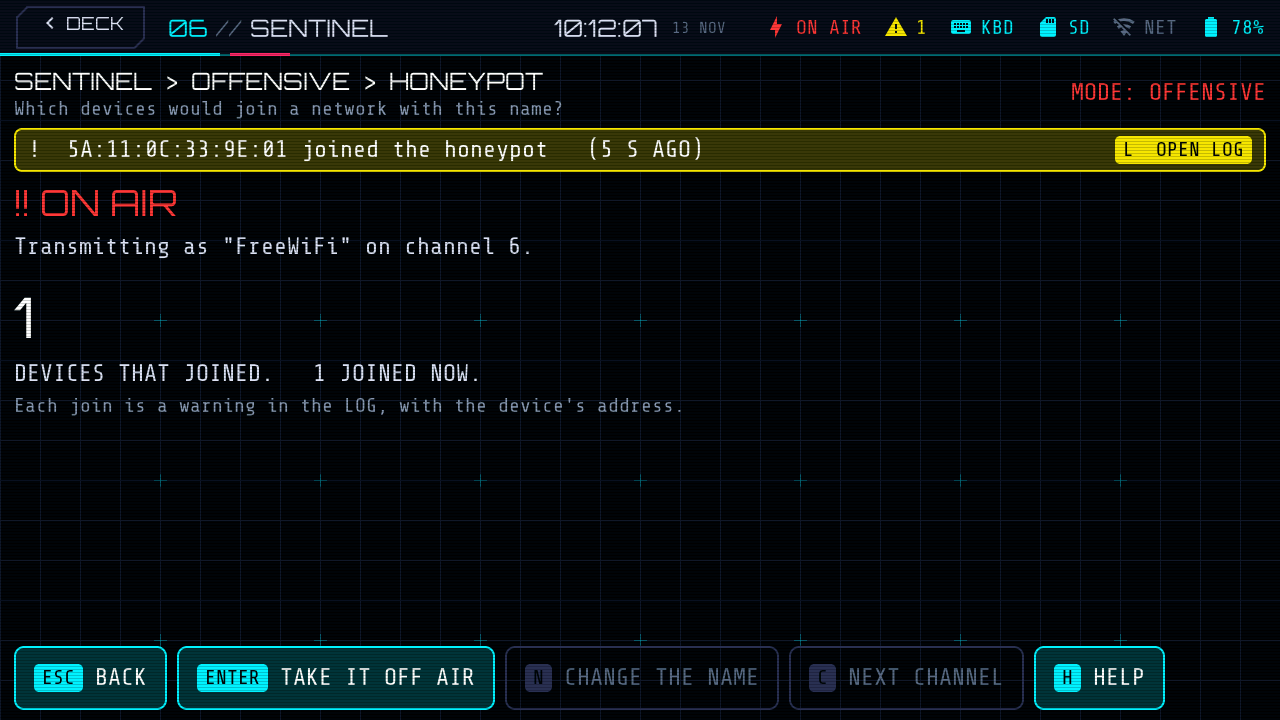 < DECK 06 // SENTINEL 10:12:07 13 NOV ON AIR 1 KBD SD NET 78%
SENTINEL > OFFENSIVE > HONEYPOT
MODE: OFFENSIVE
Which devices would join a network with this name?
! 5A:11:0C:33:9E:01 joined the honeypot (5 S AGO) L OPEN LOG
!! ON AIR
Transmitting as "FreeWiFi" on channel 6.
1
DEVICES THAT JOINED. 1 JOINED NOW.
Each join is a warning in the LOG, with the device's address.
ESC BACK ENTER TAKE IT OFF AIR N CHANGE THE NAME C NEXT CHANNEL H HELP